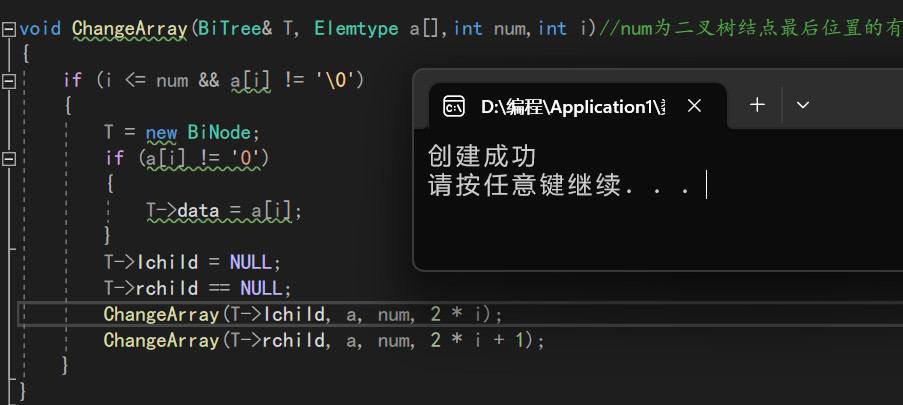 void ChangeArray(BiTree& T, Elemtype a[],int num,int i)//num为二叉树结点最后位置的有
{
if (i <= num && a[i] != '\0')
{
T = new BiNode;
if (a[i] != '0')
{
T->data = a[i];
}
T->lchild = NULL;
T->rchild == NULL;
ChangeArray(T->lchild, a, num, 2 * i);
ChangeArray(T->rchild, a, num, 2 * i + 1);
}
}
D:\编程\Application1\
创建成功
请按任意键继续. . .